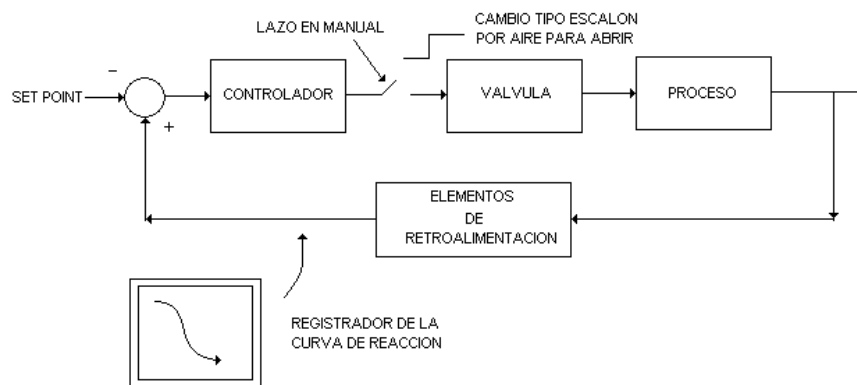 LAZO EN MANUAL
CAMBIO TIPO ESCALON
POR AIRE PARA ABRIR
SET POINT
−
+
CONTROLADOR
VALVULA
PROCESO
ELEMENTOS
DE
RETROALIMENTACION
REGISTRADOR DE LA
CURVA DE REACCION